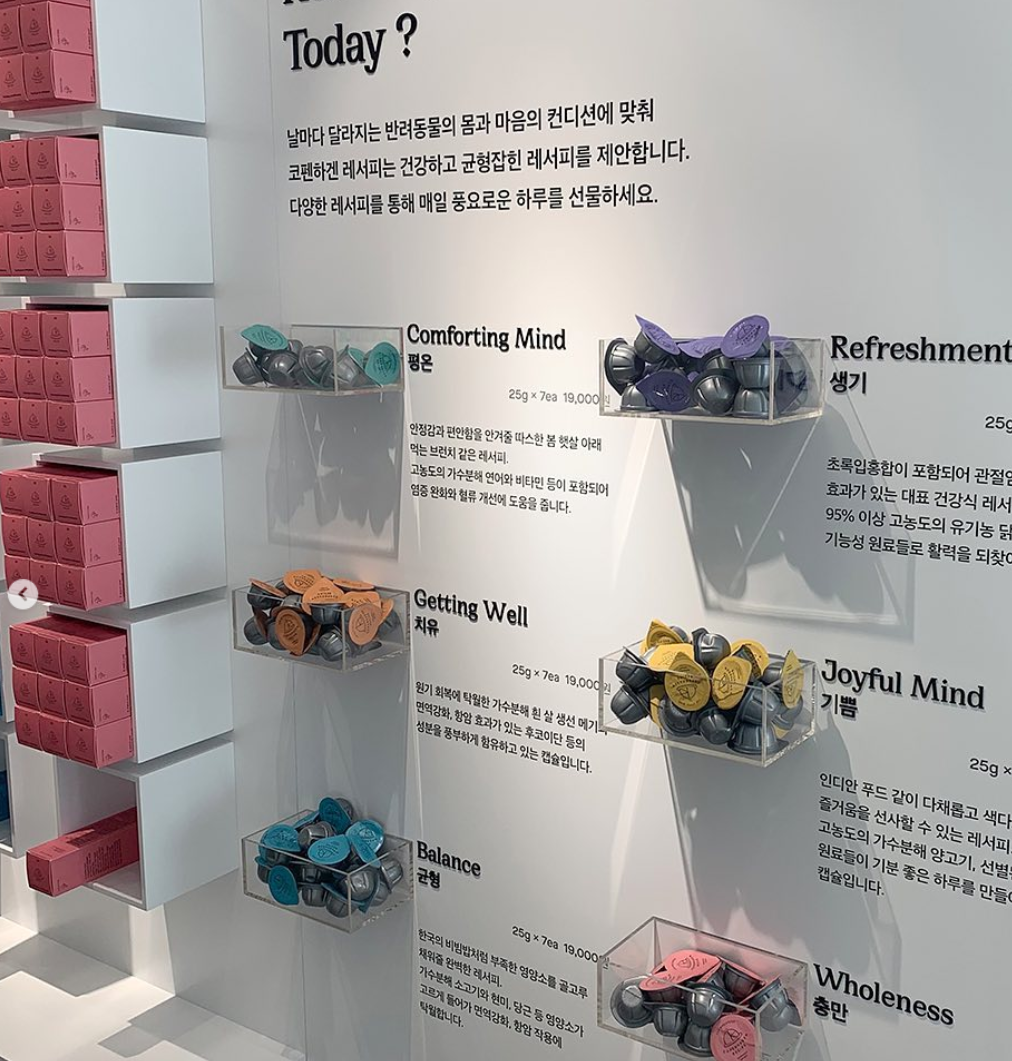 Today ?
날마다 달라지는 반려동물의 몸과 마음의 컨디션에 맞춰
코펜하겐 레서피는 건강하고 균형잡힌 레서피를 제안합니다.
다양한 레서피를 통해 매일 풍요로운 하루를 선물하세요.
Comforting Mind
평온
25g × 7ea 19,000원
안정감과 편안함을 안겨줄 따스한 봄 햇살 아래
먹는 브런치 같은 레서피.
고농도의 가수분해 연어와 비타민 등이 포함되어
염증 완화와 혈류 개선에 도움을 줍니다.
Refreshment
생기
25g
초록입홍합이 포함되어
효과가 있는 대표 건강식
95% 이상 고농도의 유기농
기능성 원료들로 활력을
Getting Well
치유
25g × 7ea 19,000원
원기 회복에 탁월한 가수분해 흰 살 생선 메기
면역강화, 항암 효과가 있는 후코이단 등의
성분을 풍부하게 함유하고 있는 캡슐입니다.
Joyful Mind
기쁨
25g ×
인디안 푸드 같이 다채롭고
즐거움을 선사할 수 있는 레서피.
고농도의 가수분해 양고기,
원료들이 기분 좋은 하루를
캡슐입니다.
Balance
균형
25g × 7ea 19,000원
한국의 비빔밥처럼 부족한 영양소를 골고루
채워줄 완벽한 레서피.
가수분해 소고기와 현미, 당근 등 영양소가
고르게 들어가 면역강화, 항암 작용에
탁월합니다.
Wholeness
충만